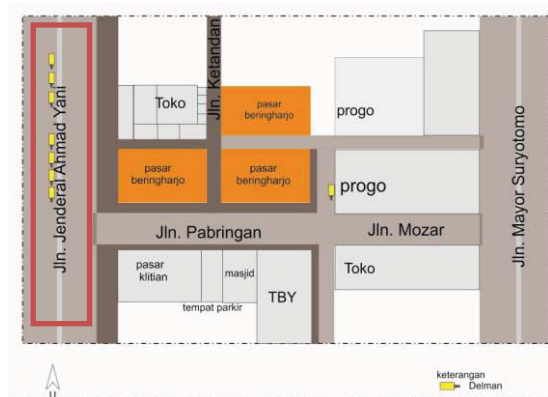 Jln. Jenderal Ahmad Yani
Jln. Ketandan
Toko
pasar
beringharjo
progo
pasar
beringharjo
pasar
beringharjo
progo
Jln. Mayor Suryotomo
Jln. Pabringan
Jln. Mozar
pasar
klitian
masjid
tempat parkir
TBY
Toko
keterangan
Delman
U